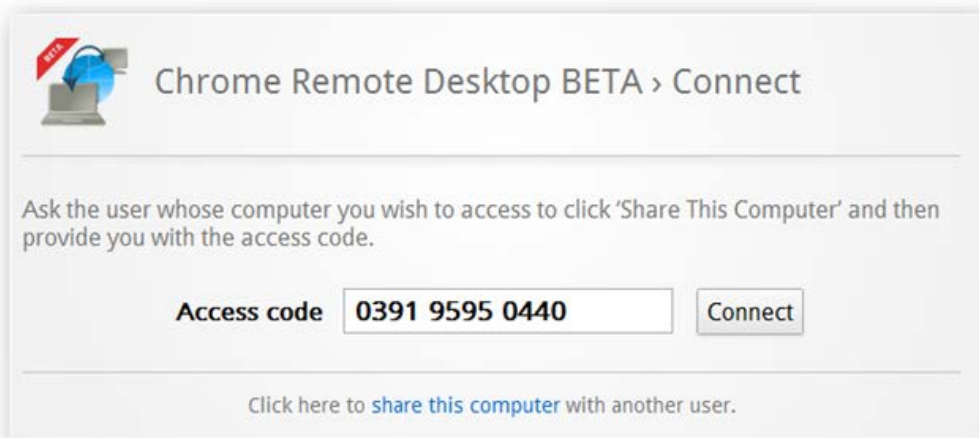 BETA
Chrome Remote Desktop BETA › Connect
Ask the user whose computer you wish to access to click ‘Share This Computer’ and then
provide you with the access code.
Access code 0391 9595 0440 Connect
Click here to share this computer with another user.